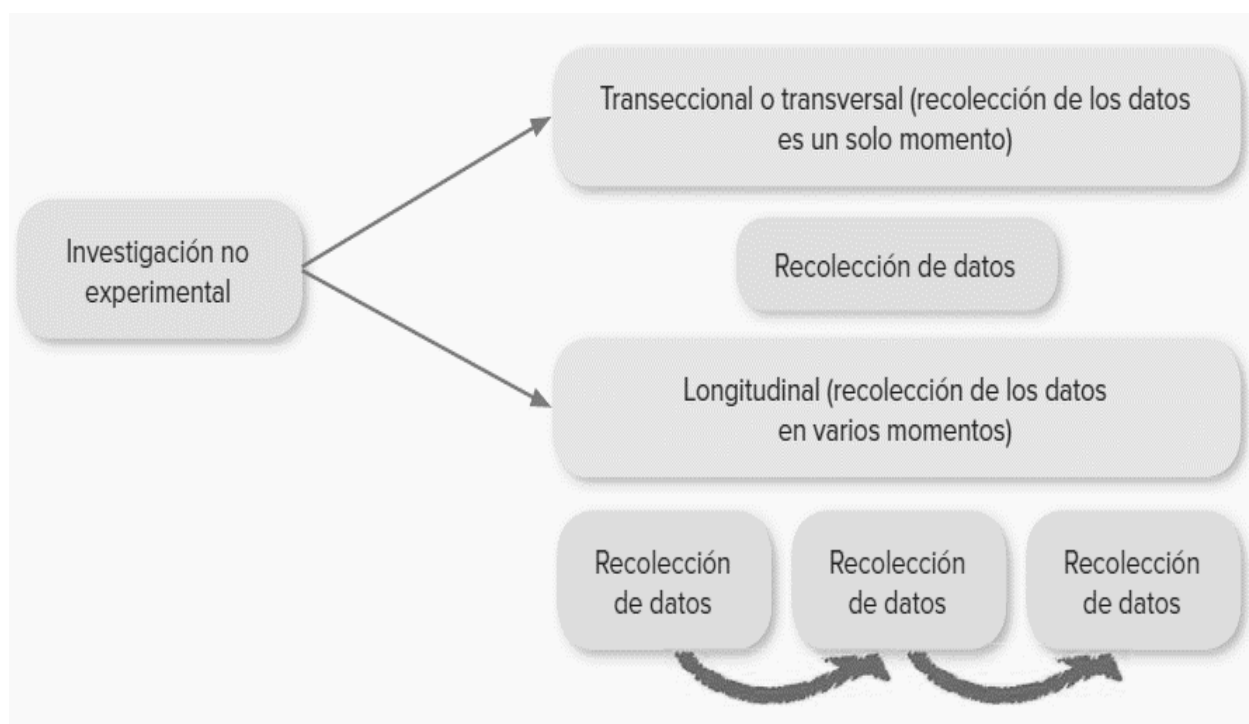 Investigación no
experimental
Transeccional o transversal (recolección de los datos
es un solo momento)
Recolección de datos
Longitudinal (recolección de los datos
en varios momentos)
Recolección
de datos
Recolección
de datos
Recolección
de datos